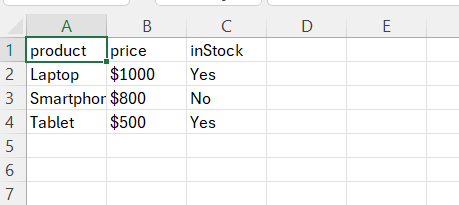 A B C D E
1 product price inStock
2 Laptop $1000 Yes
3 Smartphor $800 No
4 Tablet $500 Yes
5
6
7